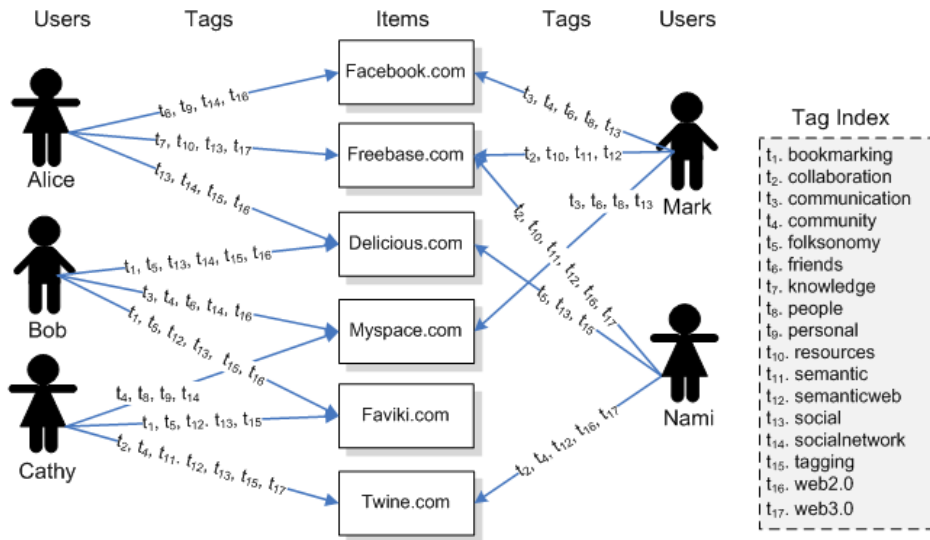 Users Tags Items Tags Users
Facebook.com
t6, t9, t14, t16
t3, t4, t6, t8, t13
t7, t10, t13, t17
Freebase.com
t2, t10, t11, t12
Alice
t13, t14, t15, t16
t3, t6, t8, t13
Mark
t2, t10, t11, t12, t16, t17
Delicious.com
t1, t5, t13, t14, t15, t16
t5, t13, t15
t3, t4, t6, t14, t16
Bob
Myspace.com
t1, t5, t12, t13, t15, t16
t4, t8, t9, t14
t1, t5, t12. t13, t15
Faviki.com
Nami
Cathy
t2, t4, t11. t12, t13, t15, t17
t2, t4, t12, t16, t17
Twine.com
Tag Index
t1. bookmarking
t2. collaboration
t3. communication
t4. community
t5. folksonomy
t6. friends
t7. knowledge
t8. people
t9. personal
t10. resources
t11. semantic
t12. semanticweb
t13. social
t14. socialnetwork
t15. tagging
t16. web2.0
t17. web3.0